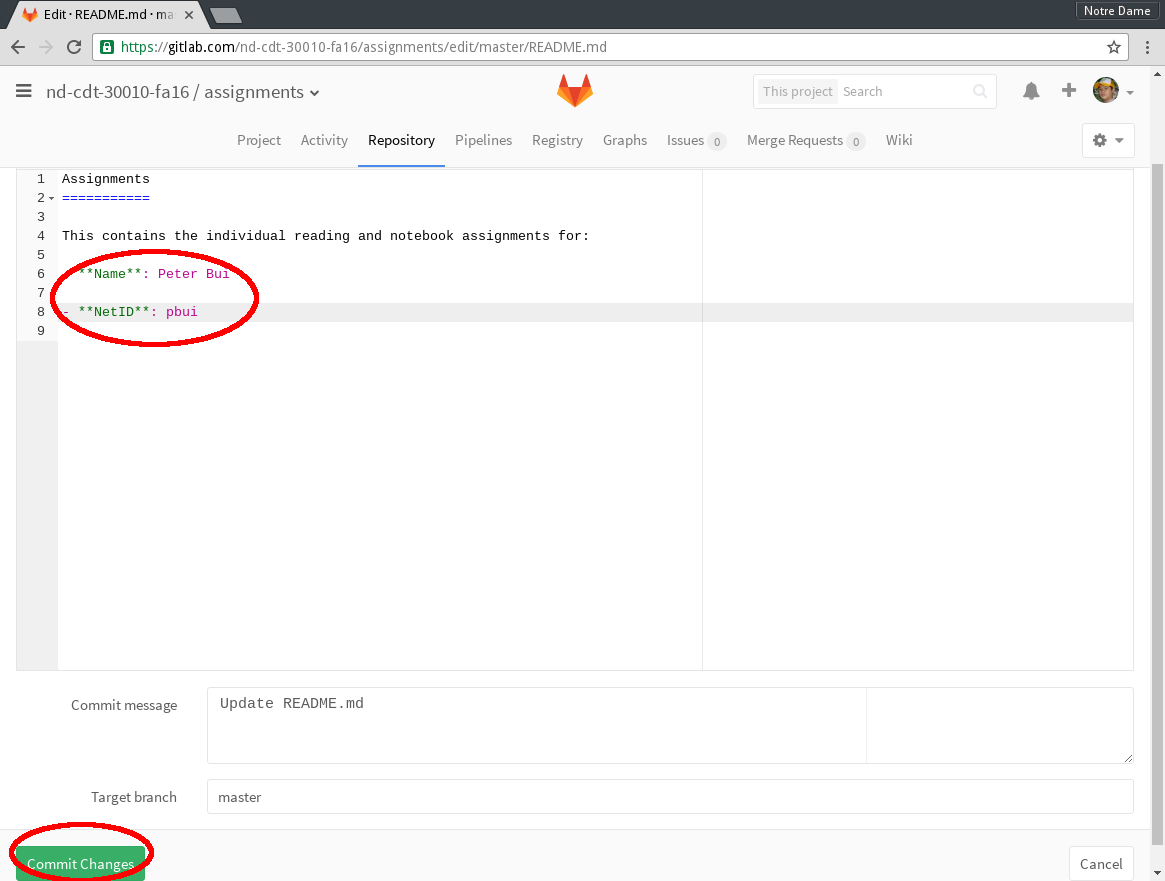 Edit · README.md · ma
Notre Dame
https://gitlab.com/nd-cdt-30010-fa16/assignments/edit/master/README.md
nd-cdt-30010-fa16 / assignments
This project Search
Project Activity Repository Pipelines Registry Graphs Issues 0 Merge Requests 0 Wiki
1 Assignments
2 ===========
3
4 This contains the individual reading and notebook assignments for:
5
6 **Name**: Peter Bui
7
8 - **NetID**: pbui
9
Commit message
Update README.md
Target branch
master
Commit Changes
Cancel